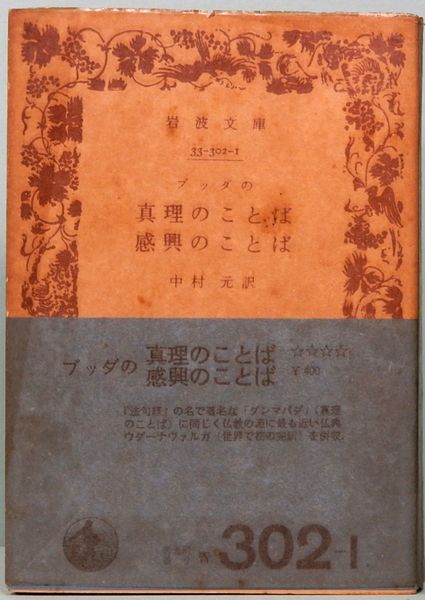 岩波文庫
33-302-1
ブッダの
真理のことば
感興のことば
中村 元訳
ブッダの
真理のことば
感興のことば
☆☆☆☆
¥400
『法句経』の名で著名な「ダンマパダ」（真理
のことば）に同じく仏教の源に最も近い仏典
ウダーナヴァルガ（世界で初の完訳）を併収.
青 302-1